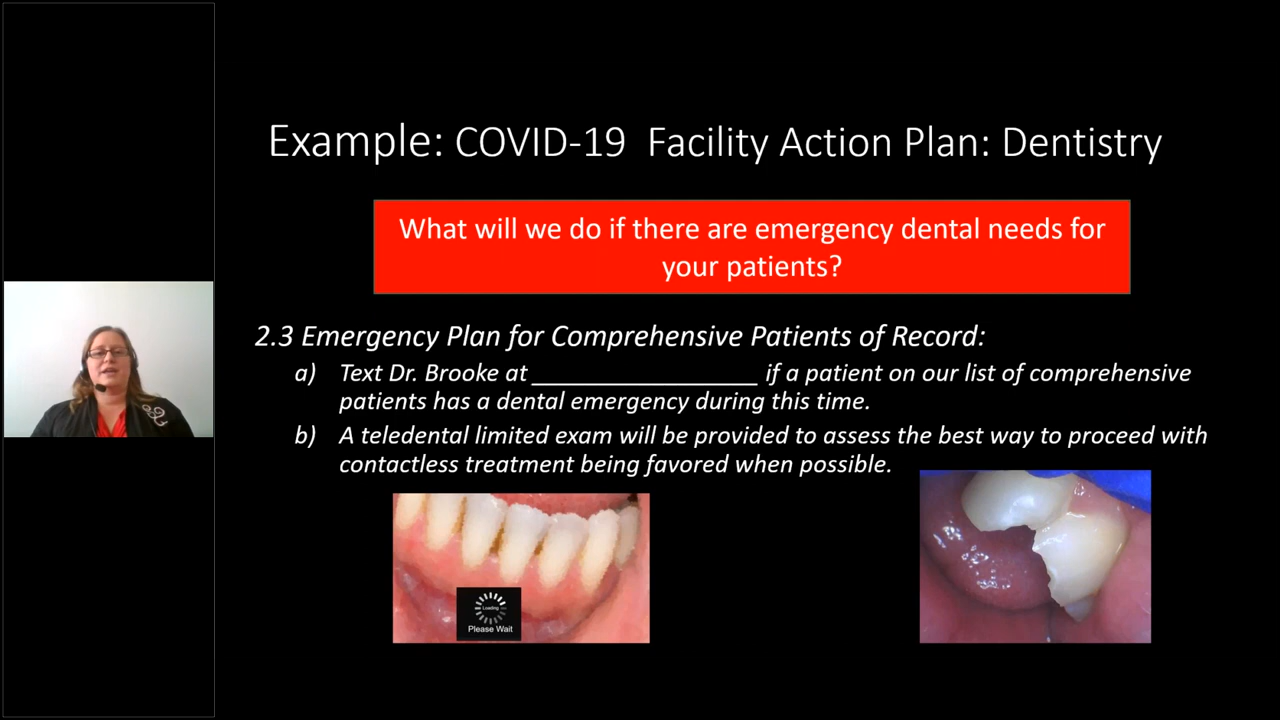 Example: COVID-19 Facility Action Plan: Dentistry
What will we do if there are emergency dental needs for
your patients?
2.3 Emergency Plan for Comprehensive Patients of Record:
a) Text Dr. Brooke at ________________ if a patient on our list of comprehensive
patients has a dental emergency during this time.
b) A teledental limited exam will be provided to assess the best way to proceed with
contactless treatment being favored when possible.
Loading
Please Wait